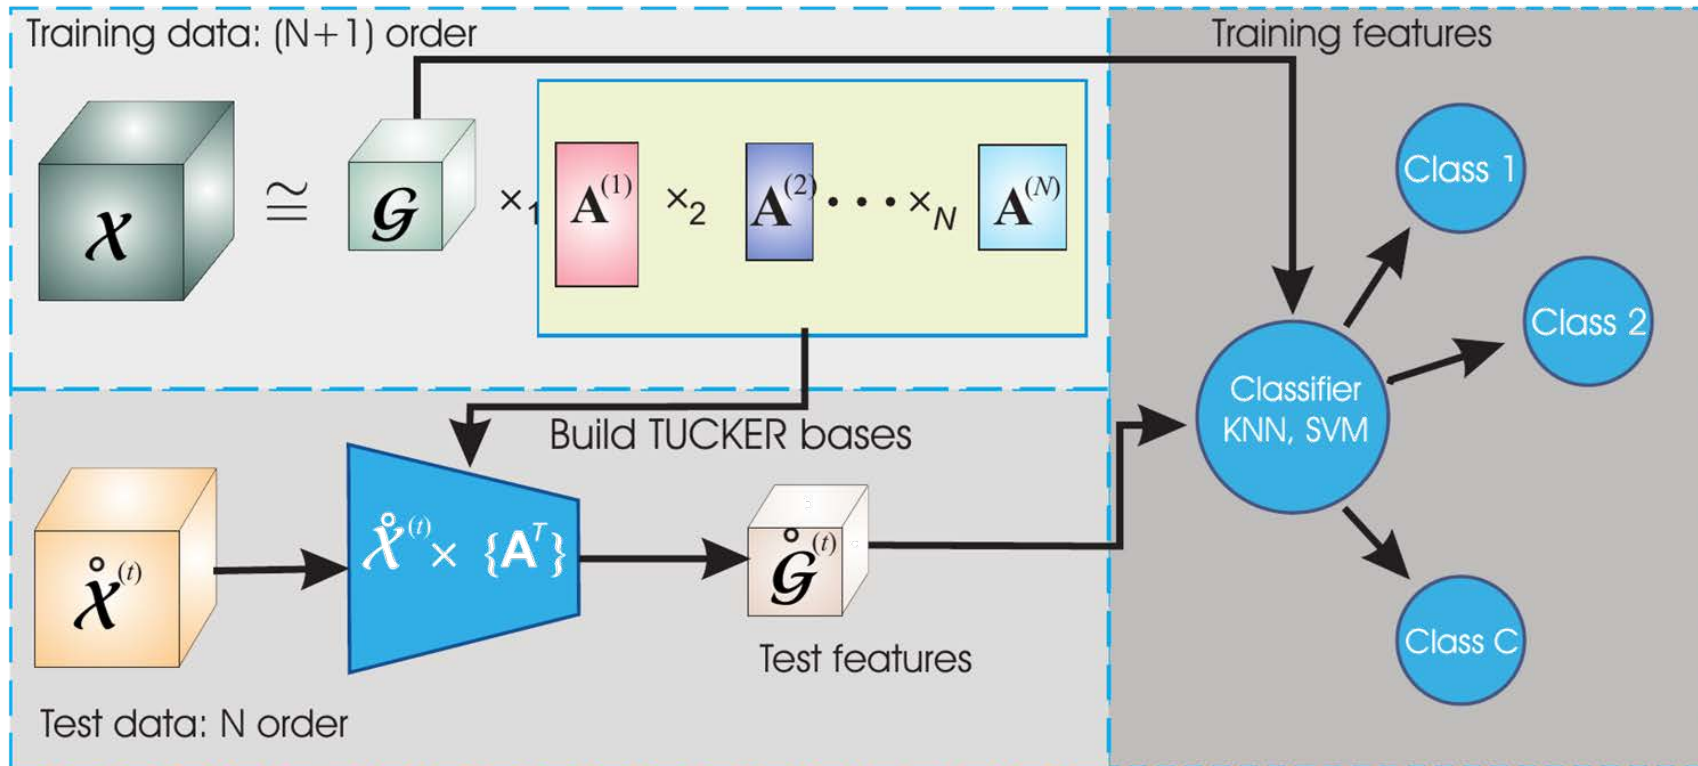 Training data: (N+1) order
Training features
𝒳 ≅ 𝒢 ×₁ A⁽¹⁾ ×₂ A⁽²⁾ ··· ×_N A⁽ᴺ⁾
Class 1
Class 2
Classifier
KNN, SVM
Class C
Build TUCKER bases
𝒳̊⁽ᵗ⁾
𝒳̊⁽ᵗ⁾ × {Aᵀ}
𝒢̊⁽ᵗ⁾
Test features
Test data: N order